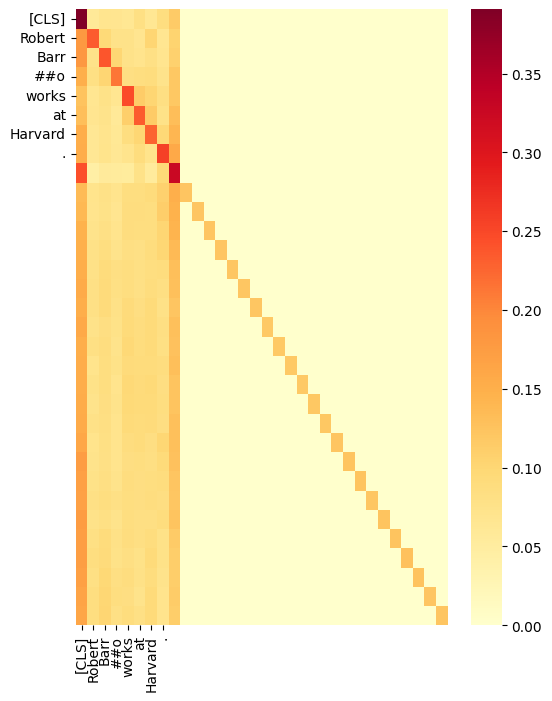 [CLS]
Robert
Barr
##o
works
at
Harvard
.
[CLS]
Robert
Barr
##o
works
at
Harvard
.
0.35
0.30
0.25
0.20
0.15
0.10
0.05
0.00